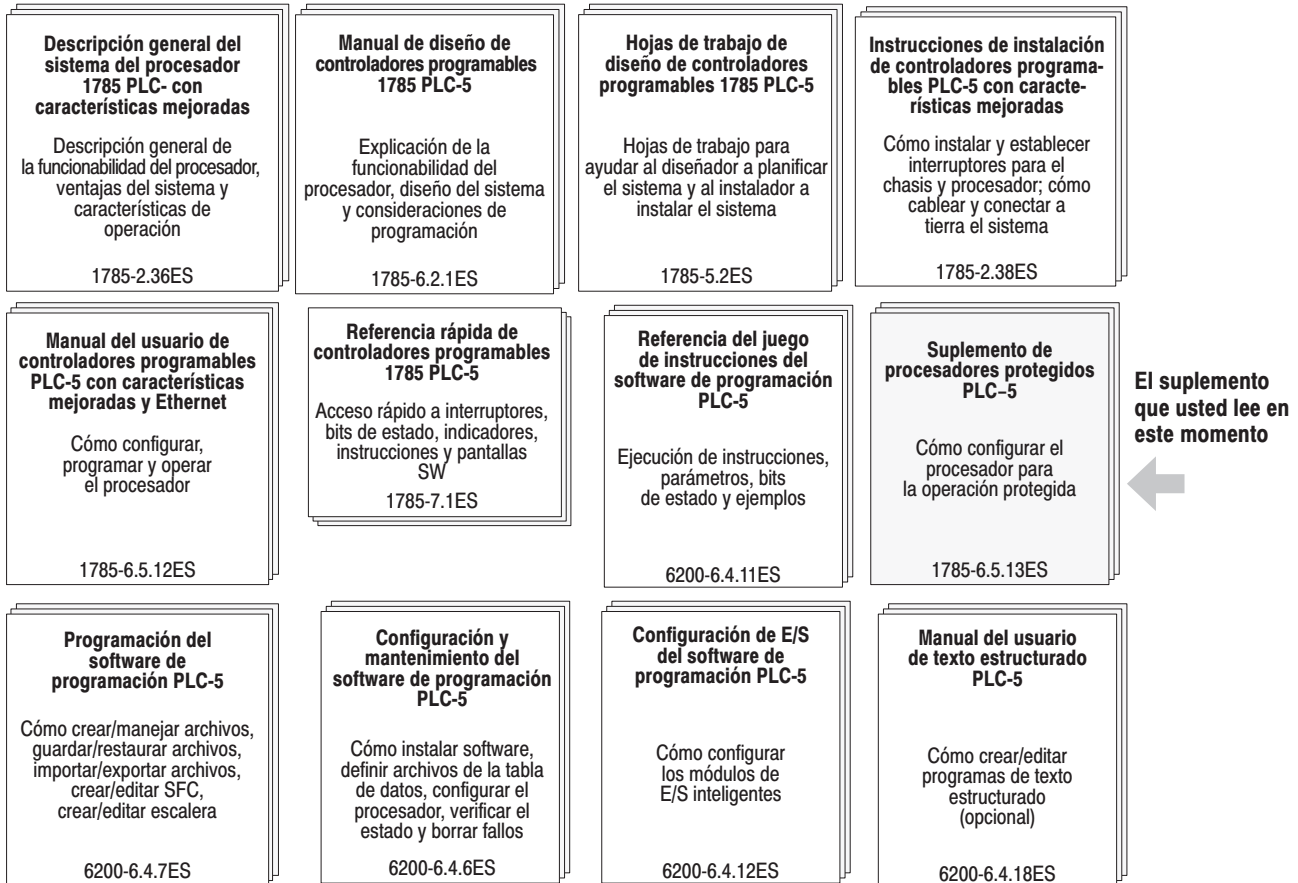 Descripción general del
sistema del procesador
1785 PLC- con
características mejoradas
Descripción general de
la funcionabilidad del procesador,
ventajas del sistema y
características de
operación
1785-2.36ES
Manual de diseño de
controladores programables
1785 PLC-5
Explicación de la
funcionabilidad del
procesador, diseño del sistema
y consideraciones de
programación
1785-6.2.1ES
Hojas de trabajo de
diseño de controladores
programables 1785 PLC-5
Hojas de trabajo para
ayudar al diseñador a planificar
el sistema y al instalador a
instalar el sistema
1785-5.2ES
Instrucciones de instalación
de controladores programa-
bles PLC-5 con caracte-
rísticas mejoradas
Cómo instalar y establecer
interruptores para el
chasis y procesador; cómo
cablear y conectar a
tierra el sistema
1785-2.38ES
Manual del usuario de
controladores programables
PLC-5 con características
mejoradas y Ethernet
Cómo configurar,
programar y operar
el procesador
1785-6.5.12ES
Referencia rápida de
controladores programables
1785 PLC-5
Acceso rápido a interruptores,
bits de estado, indicadores,
instrucciones y pantallas
SW
1785-7.1ES
Referencia del juego
de instrucciones del
software de programación
PLC-5
Ejecución de instrucciones,
parámetros, bits
de estado y ejemplos
6200-6.4.11ES
Suplemento de
procesadores protegidos
PLC–5
Cómo configurar el
procesador para
la operación protegida
1785-6.5.13ES
El suplemento
que usted lee en
este momento
Programación del
software de
programación PLC-5
Cómo crear/manejar archivos,
guardar/restaurar archivos,
importar/exportar archivos,
crear/editar SFC,
crear/editar escalera
6200-6.4.7ES
Configuración y
mantenimiento del
software de programación
PLC-5
Cómo instalar software,
definir archivos de la tabla
de datos, configurar el
procesador, verificar el
estado y borrar fallos
6200-6.4.6ES
Configuración de E/S
del software de
programación PLC-5
Cómo configurar
los módulos de
E/S inteligentes
6200-6.4.12ES
Manual del usuario
de texto estructurado
PLC-5
Cómo crear/editar
programas de texto
estructurado
(opcional)
6200-6.4.18ES